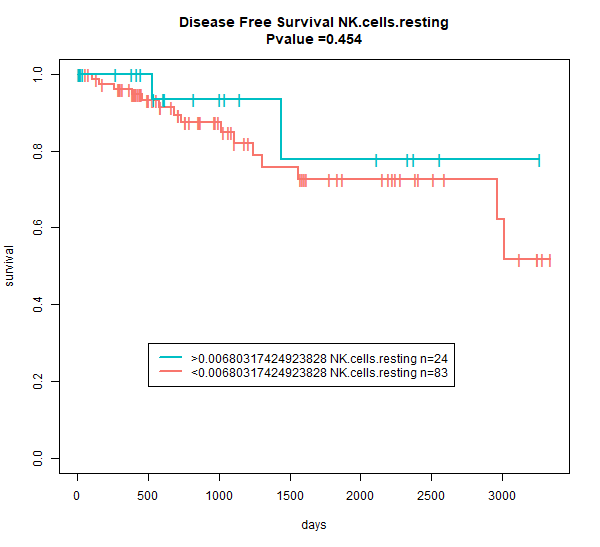 Disease Free Survival NK.cells.resting
Pvalue =0.454
survival
1.0
0.8
0.6
0.4
0.2
0.0
>0.00680317424923828 NK.cells.resting n=24
<0.00680317424923828 NK.cells.resting n=83
0 500 1000 1500 2000 2500 3000
days